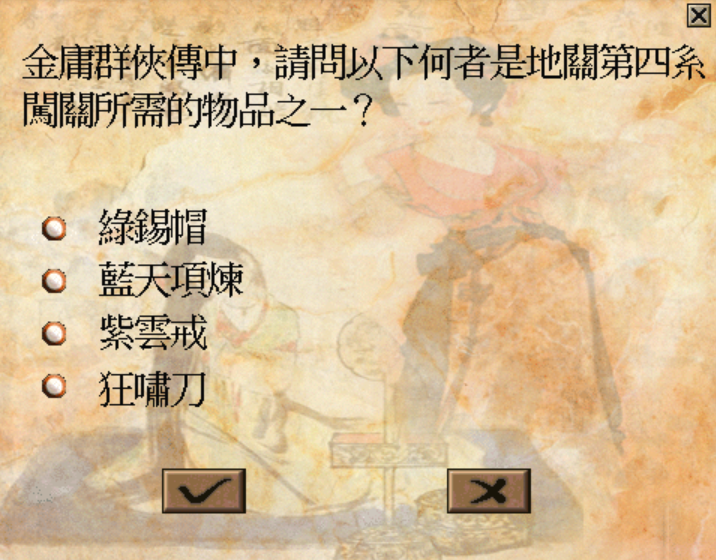 金庸群俠傳中，請問以下何者是地關第四系
闖關所需的物品之一？
綠錫帽
藍天項煉
紫雲戒
狂嘯刀